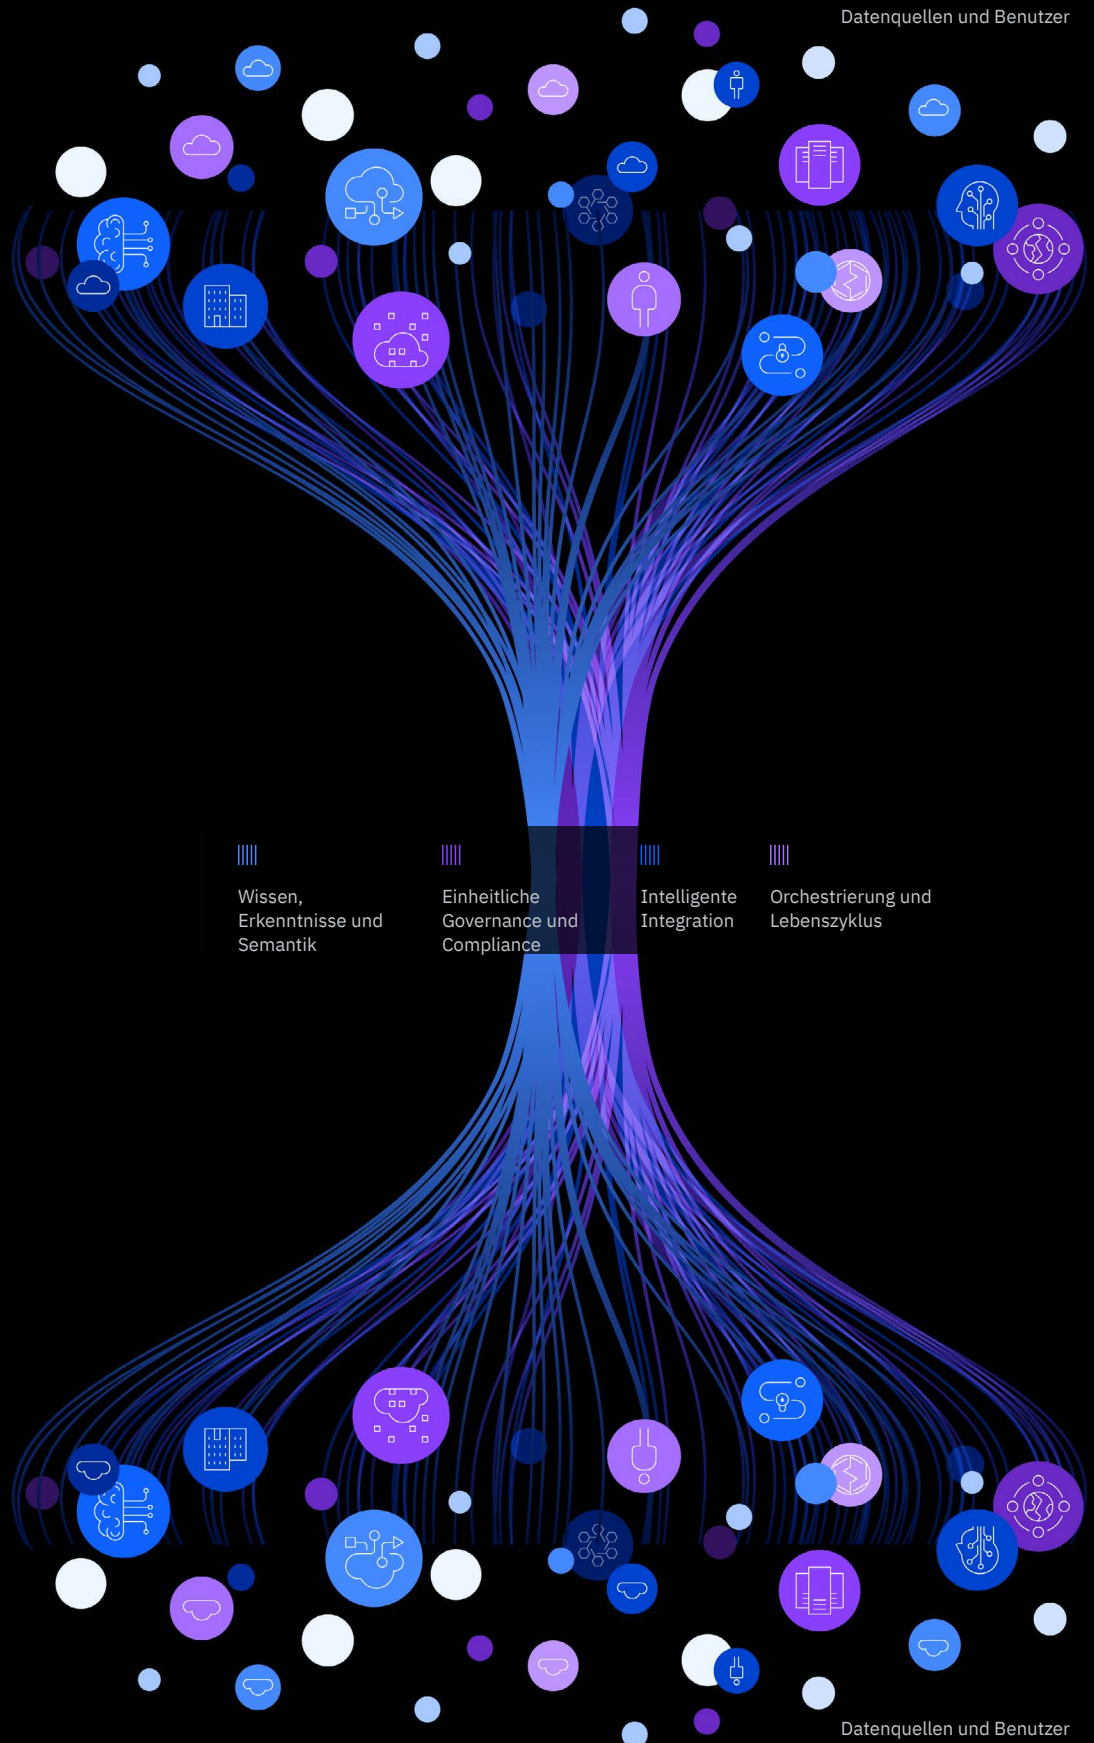 Datenquellen und Benutzer
Wissen,
Erkenntnisse und
Semantik
Einheitliche
Governance und
Compliance
Intelligente
Integration
Orchestrierung und
Lebenszyklus
Datenquellen und Benutzer